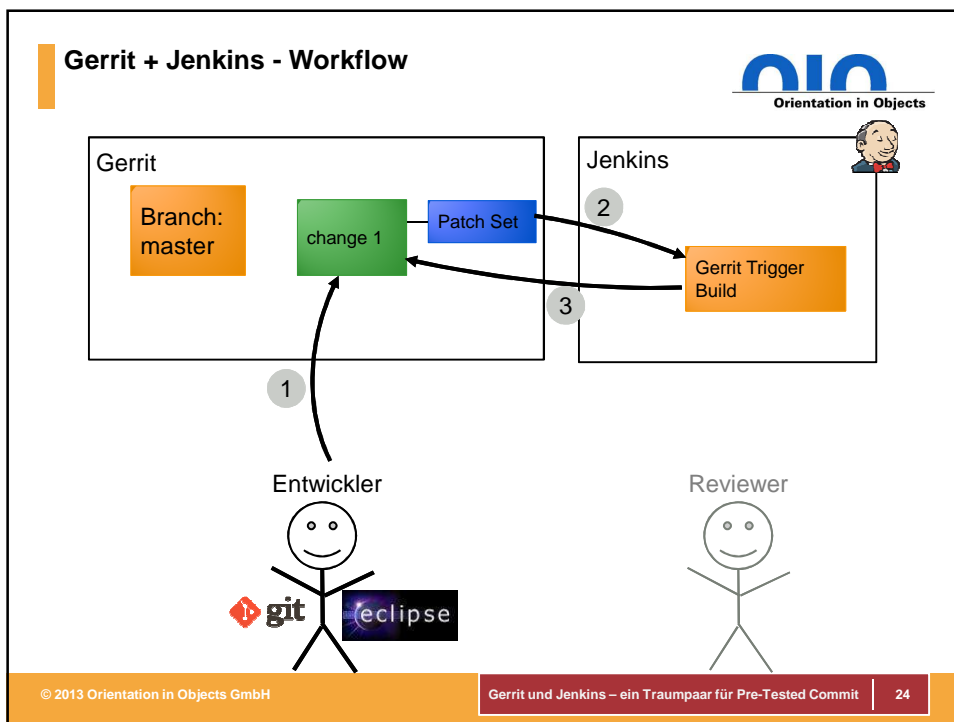 Gerrit + Jenkins - Workflow
OIO
Orientation in Objects
Gerrit
Jenkins
Branch:
master
change 1
Patch Set
2
Gerrit Trigger
Build
3
1
Entwickler
Reviewer
git
eclipse
© 2013 Orientation in Objects GmbH
Gerrit und Jenkins – ein Traumpaar für Pre-Tested Commit
24